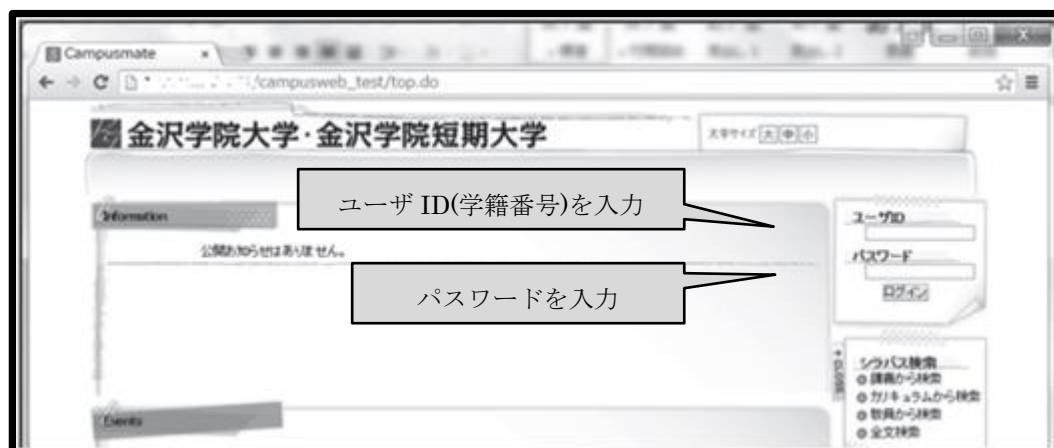 Campusmate ×
/campusweb_test/top.do
金沢学院大学・金沢学院短期大学
文字サイズ 大 中 小
ユーザ ID(学籍番号)を入力
Information
ユーザID
公開お知らせはありません。
パスワード
パスワードを入力
ログイン
CLOSE
シラバス検索
講義から検索
カリキュラムから検索
教員から検索
全文検索
Events